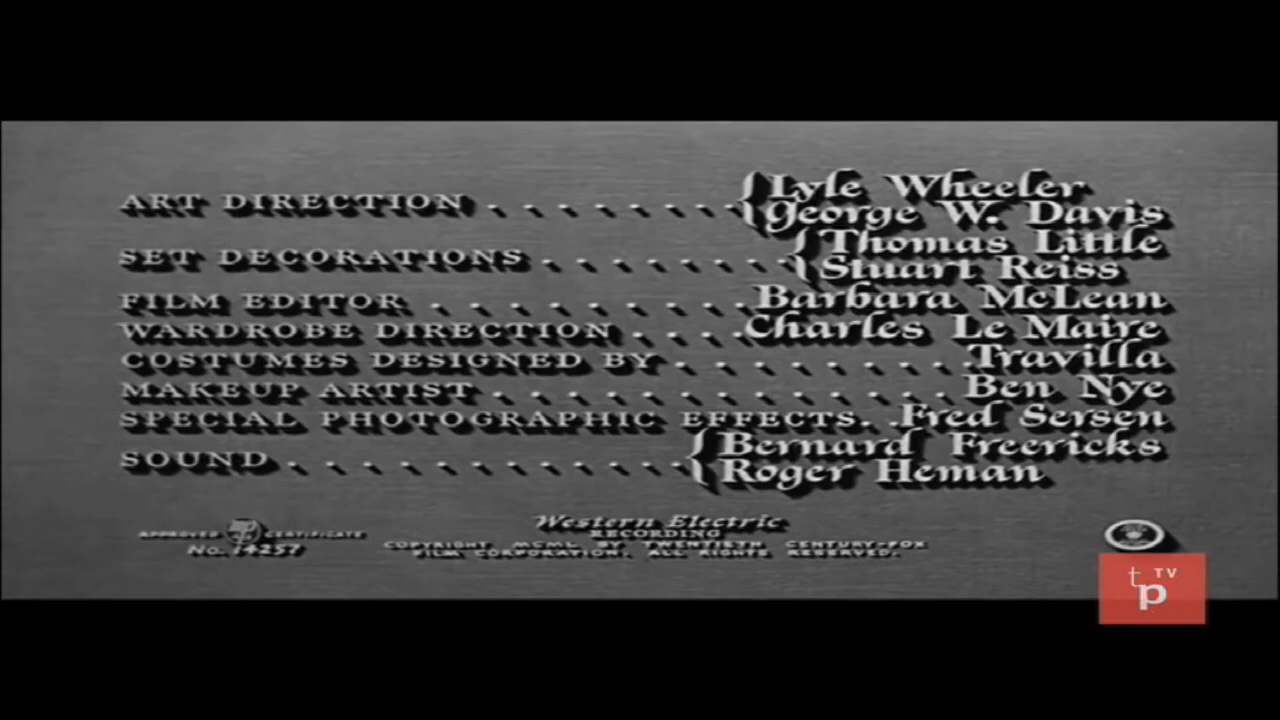 ART DIRECTION . . . . . . . . { Lyle Wheeler
George W. Davis
SET DECORATIONS . . . . . . . . { Thomas Little
Stuart Reiss
FILM EDITOR . . . . . . . . Barbara McLean
WARDROBE DIRECTION . . . . Charles Le Maire
COSTUMES DESIGNED BY . . . . . . . . . Travilla
MAKEUP ARTIST . . . . . . . . . . . . . Ben Nye
SPECIAL PHOTOGRAPHIC EFFECTS. . Fred Sersen
SOUND . . . . . . . . . . . . { Bernard Freericks
Roger Heman
Western Electric
RECORDING
APPROVED CERTIFICATE
No. 14257
COPYRIGHT MCML BY TWENTIETH CENTURY-FOX
FILM CORPORATION. ALL RIGHTS RESERVED.
tp TV